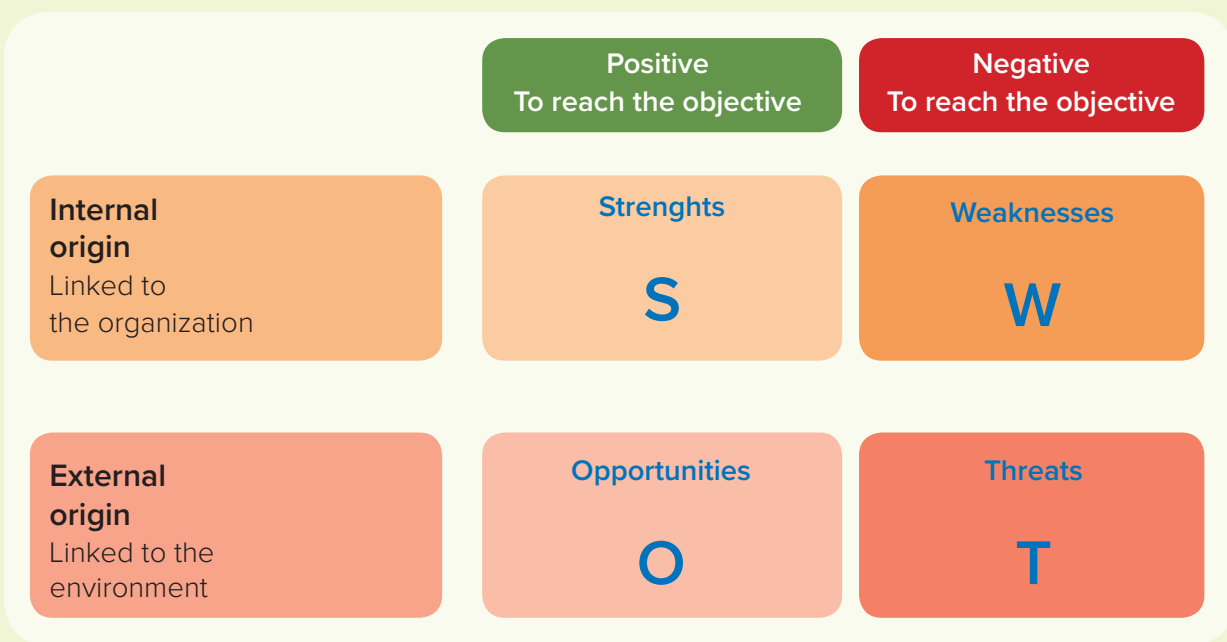 Positive
To reach the objective
Negative
To reach the objective
Internal
origin
Linked to
the organization
Strenghts
S
Weaknesses
W
External
origin
Linked to the
environment
Opportunities
O
Threats
T